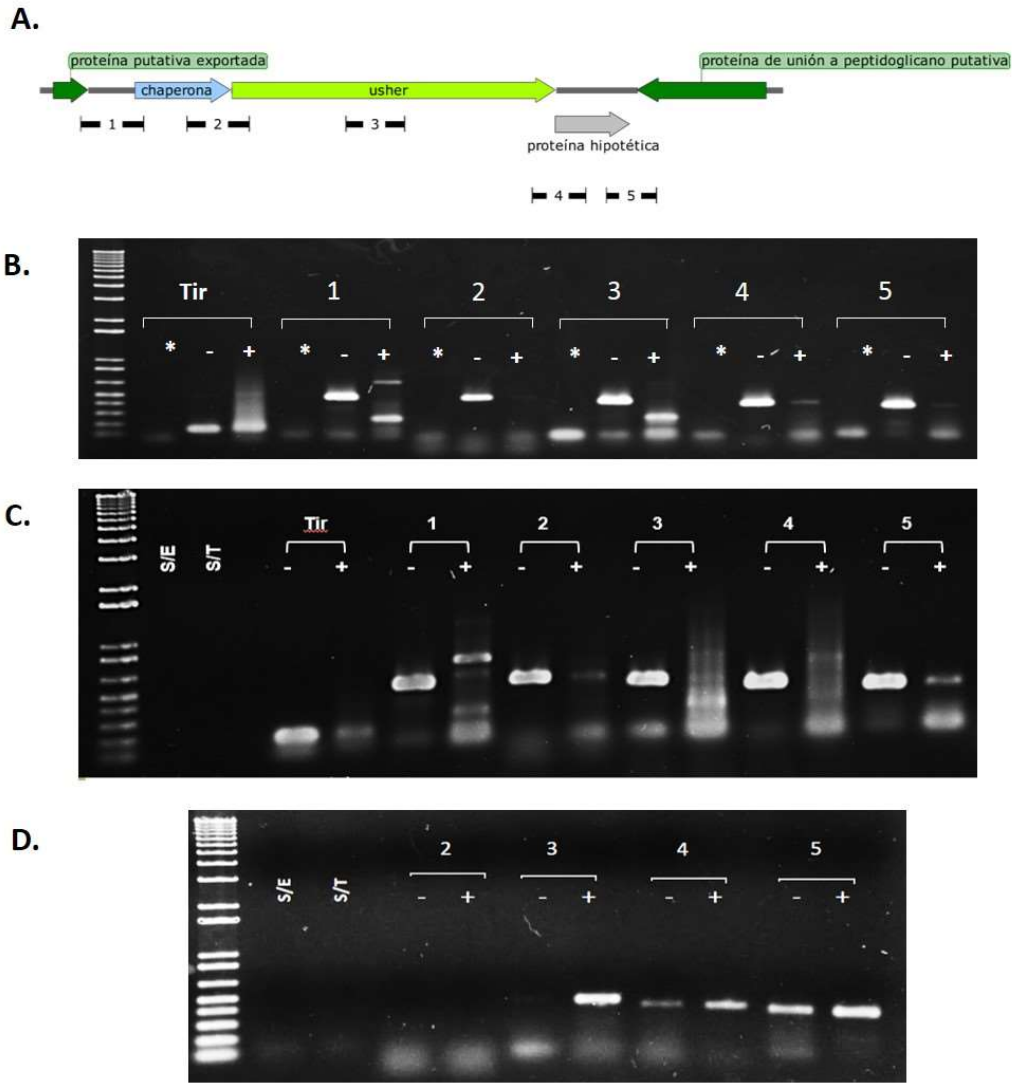 A.
proteína putativa exportada
proteína de unión a peptidoglicano putativa
chaperona
usher
1
2
3
proteína hipotética
4
5
B.
Tir
1
2
3
4
5
* - +
* - +
* - +
* - +
* - +
* - +
C.
S/E
S/T
Tir
1
2
3
4
5
- +
- +
- +
- +
- +
- +
D.
S/E
S/T
2
3
4
5
- +
- +
- +
- +